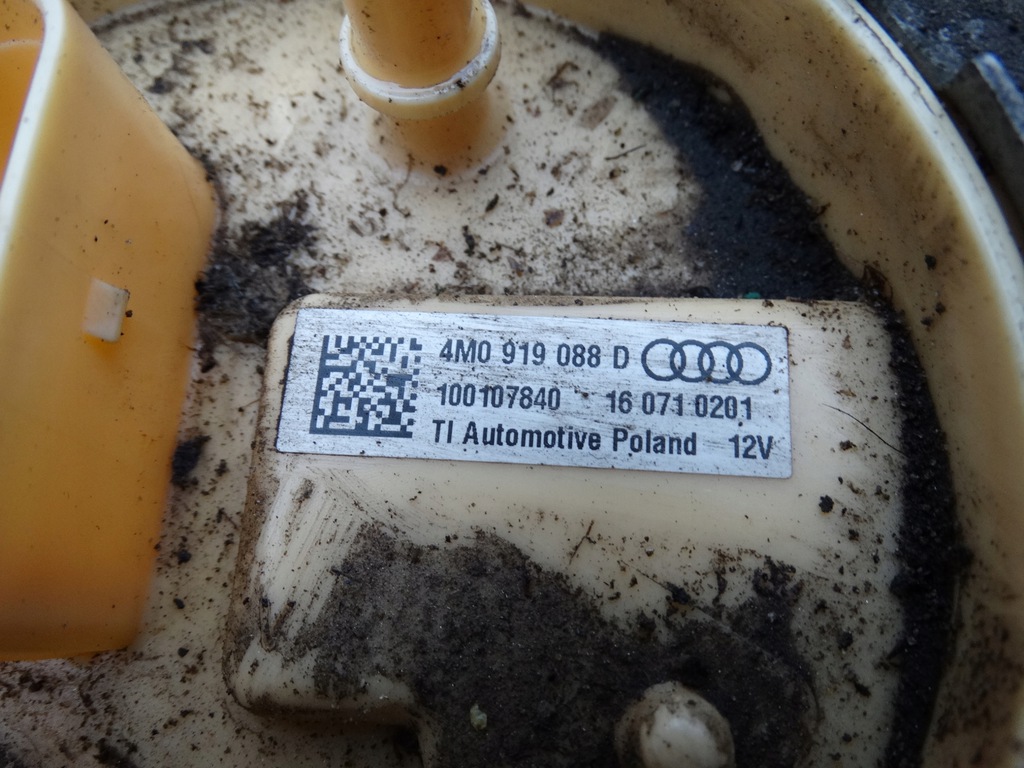 4M0 919 088 D
100107840 16 071 0201
TI Automotive Poland 12V